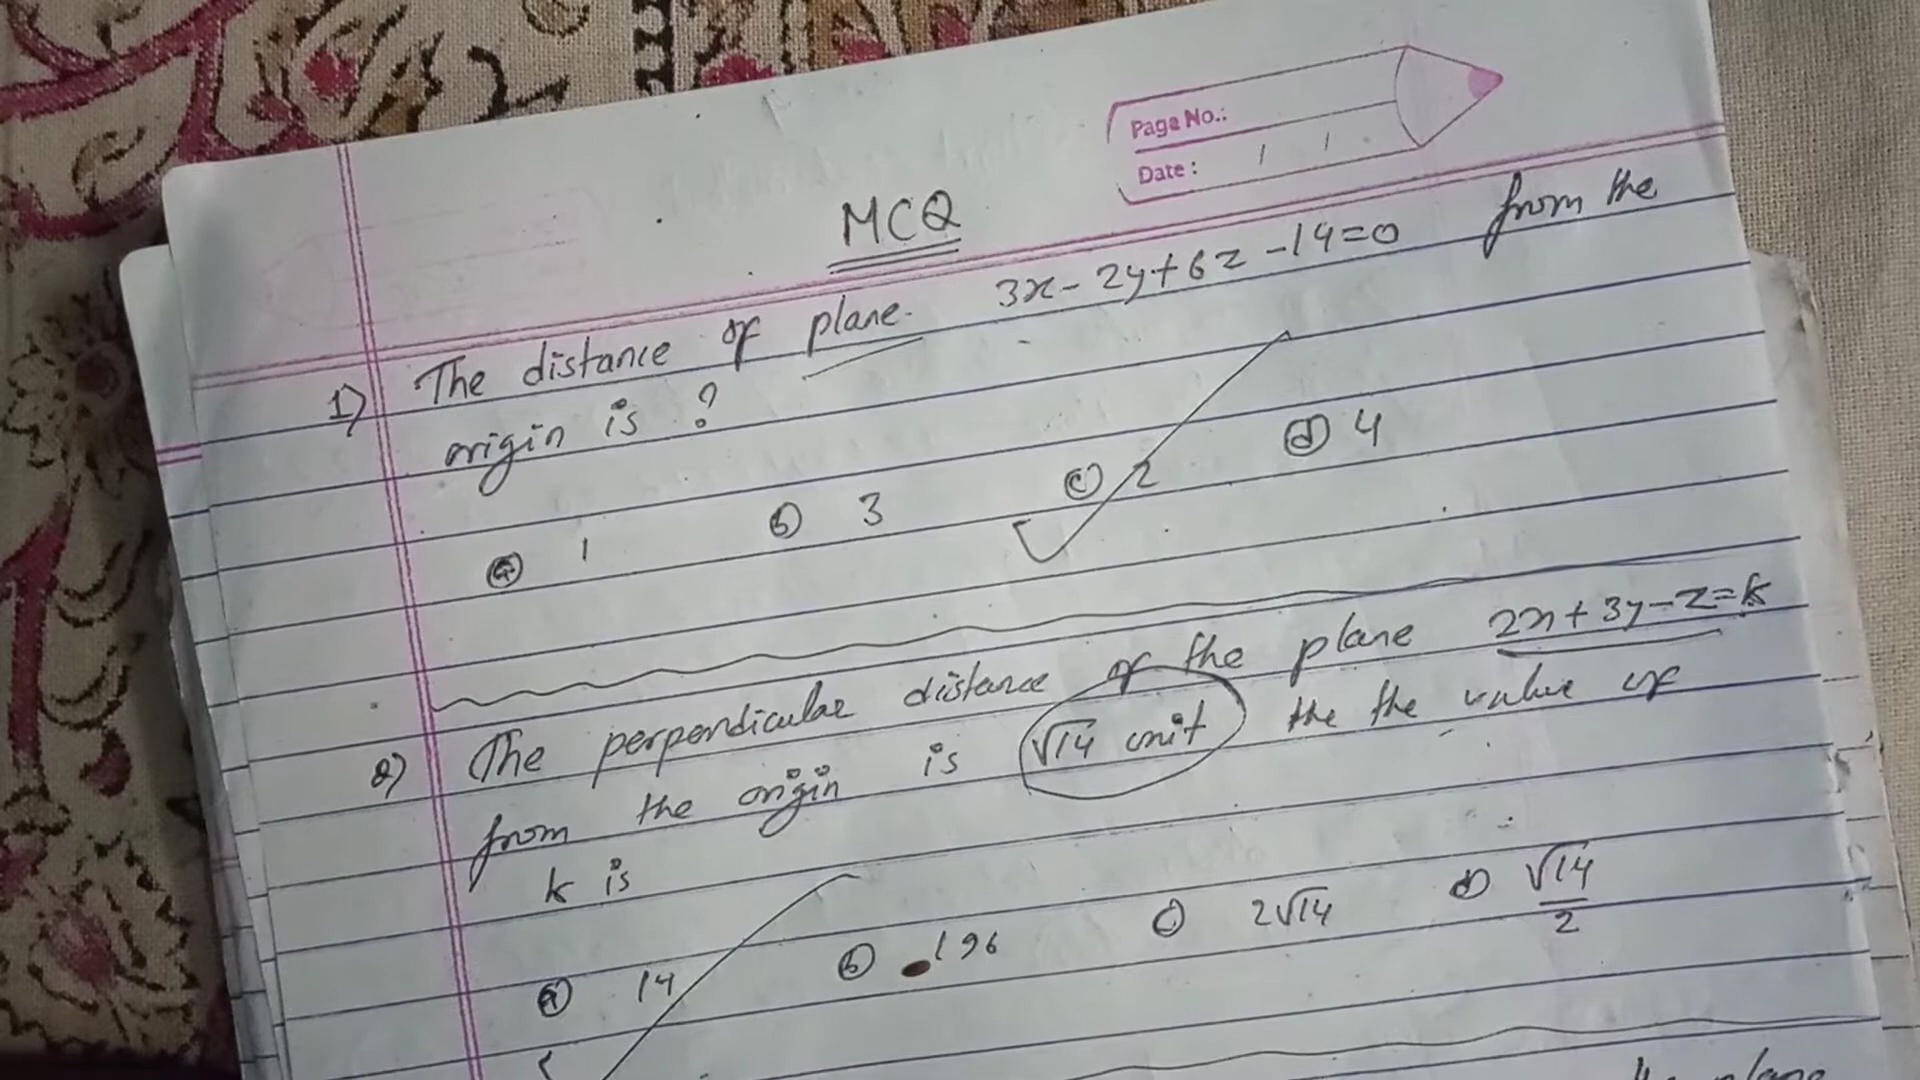 Page No.:
Date: / /
MCQ
1) The distance of plane. 3x-2y+6z-14=0 from the
origin is ?
(a) 1 (b) 3 (c) 2 (d) 4
2) The perpendicular distance of the plane 2x+3y-z=k
from the origin is √14 unit the the value of
k is
(a) 14 (b) 196 (c) 2√14 (d) √14/2
the plane